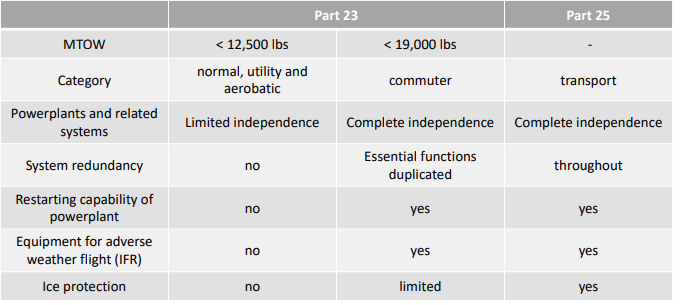 Part 23 Part 25
MTOW < 12,500 lbs < 19,000 lbs -
Category normal, utility and aerobatic commuter transport
Powerplants and related systems Limited independence Complete independence Complete independence
System redundancy no Essential functions duplicated throughout
Restarting capability of powerplant no yes yes
Equipment for adverse weather flight (IFR) no yes yes
Ice protection no limited yes